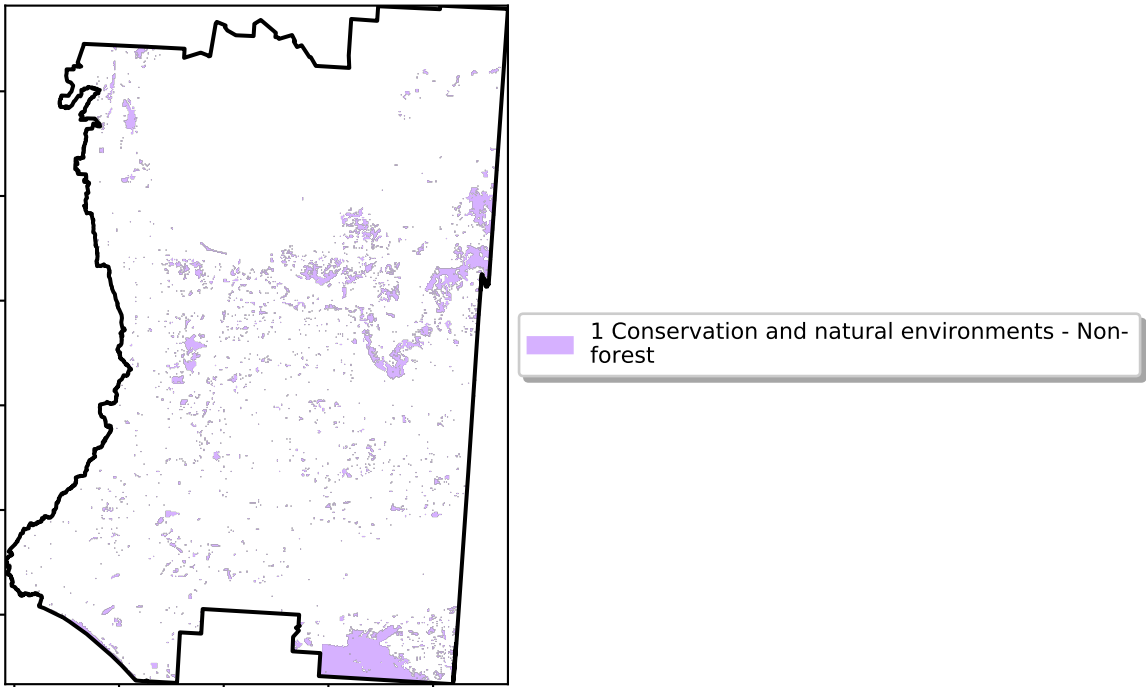 1 Conservation and natural environments - Non-
forest